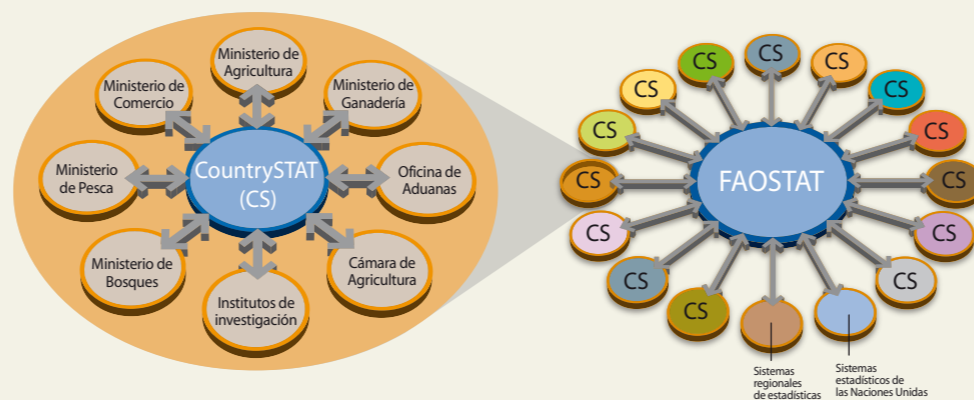 Ministerio de
Agricultura
Ministerio de
Comercio
Ministerio de
Ganadería
Ministerio
de Pesca
CountrySTAT
(CS)
Oficina de
Aduanas
Ministerio de
Bosques
Cámara de
Agricultura
Institutos de
investigación
CS
CS
CS
CS
CS
CS
CS
CS
FAOSTAT
CS
CS
CS
CS
CS
CS
Sistemas
regionales
de estadísticas
Sistemas
estadísticos de
las Naciones Unidas